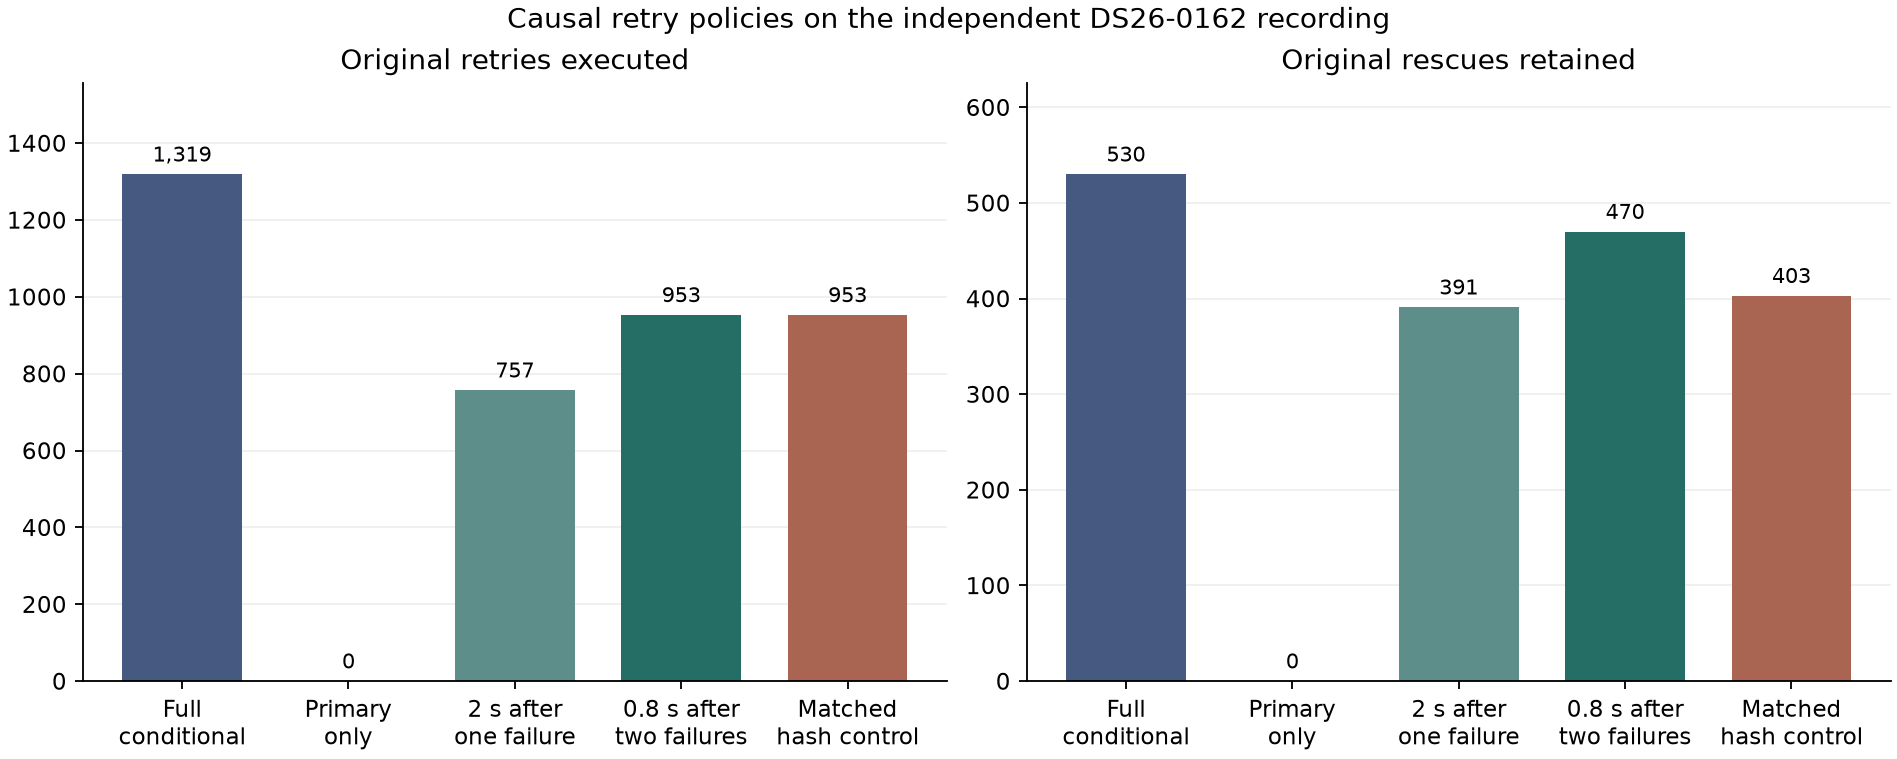 Causal retry policies on the independent DS26-0162 recording
Original retries executed
1400
1200
1000
800
600
400
200
0
1,319
0
757
953
953
Full
conditional
Primary
only
2 s after
one failure
0.8 s after
two failures
Matched
hash control
Original rescues retained
600
500
400
300
200
100
0
530
0
391
470
403
Full
conditional
Primary
only
2 s after
one failure
0.8 s after
two failures
Matched
hash control